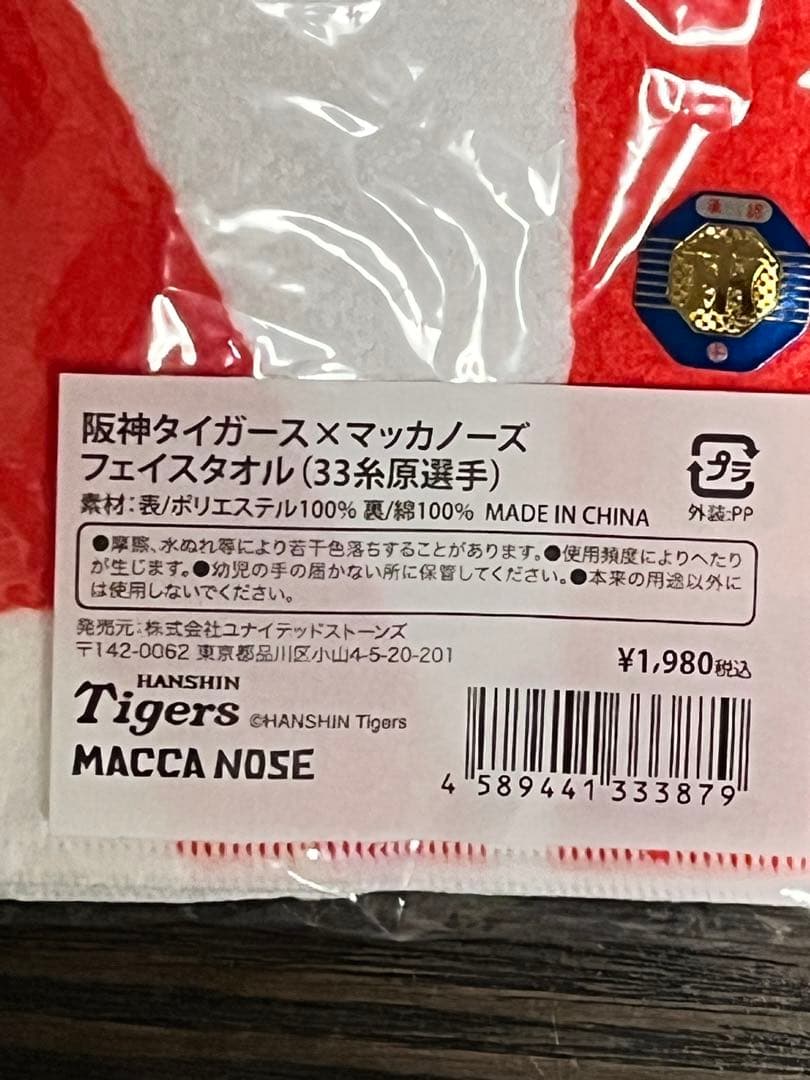 阪神タイガース×マッカノーズ
フェイスタオル(33糸原選手)
プラ
外装:PP
素材:表/ポリエステル100% 裏/綿100% MADE IN CHINA
●摩擦、水ぬれ等により若干色落ちすることがあります。●使用頻度によりへたり
が生じます。●幼児の手の届かない所に保管してください。●本来の用途以外に
は使用しないでください。
発売元:株式会社ユナイテッドストーンズ
〒142-0062 東京都品川区小山4-5-20-201
¥1,980税込
HANSHIN
Tigers ©HANSHIN Tigers
MACCA NOSE
4 589441 333879